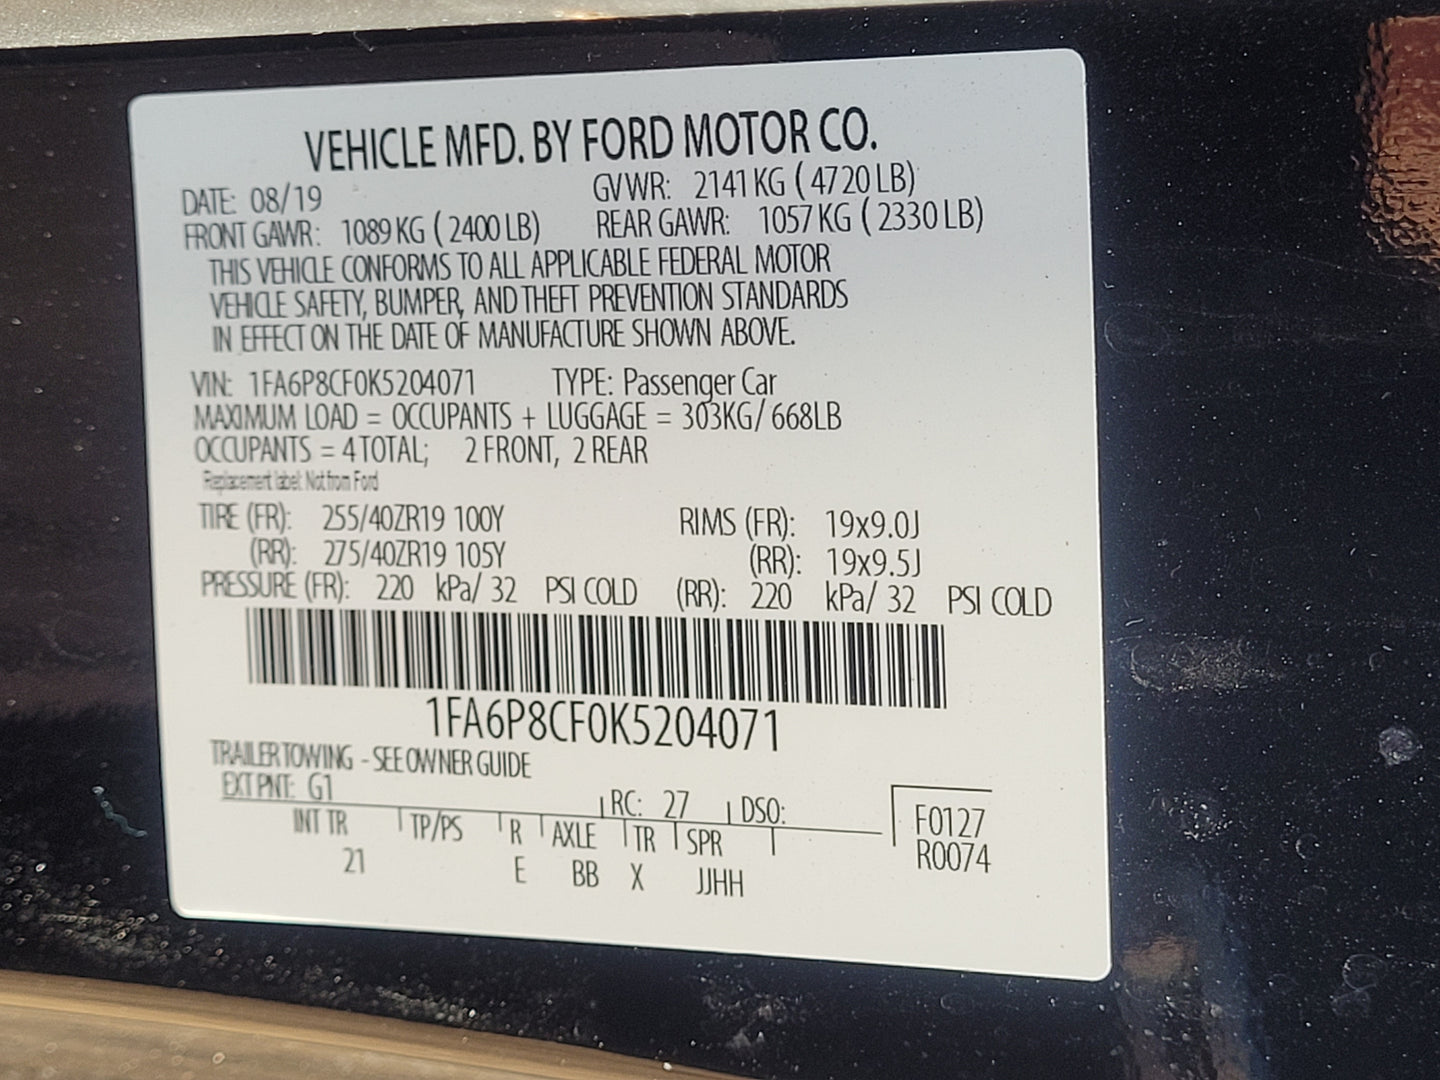 VEHICLE MFD. BY FORD MOTOR CO.
DATE: 08/19 GVWR: 2141 KG ( 4720 LB)
FRONT GAWR: 1089 KG ( 2400 LB) REAR GAWR: 1057 KG ( 2330 LB)
THIS VEHICLE CONFORMS TO ALL APPLICABLE FEDERAL MOTOR
VEHICLE SAFETY, BUMPER, AND THEFT PREVENTION STANDARDS
IN EFFECT ON THE DATE OF MANUFACTURE SHOWN ABOVE.
VIN: 1FA6P8CF0K5204071 TYPE: Passenger Car
MAXIMUM LOAD = OCCUPANTS + LUGGAGE = 303KG/ 668LB
OCCUPANTS = 4 TOTAL; 2 FRONT, 2 REAR
Replacement label: Not from Ford
TIRE (FR): 255/40ZR19 100Y RIMS (FR): 19x9.0J
(RR): 275/40ZR19 105Y (RR): 19x9.5J
PRESSURE (FR): 220 kPa/ 32 PSI COLD (RR): 220 kPa/ 32 PSI COLD
1FA6P8CF0K5204071
TRAILER TOWING - SEE OWNER GUIDE
EXT PNT: G1 RC: 27 DSO:
INT TR TP/PS R AXLE TR SPR F0127
21 E BB X JJHH R0074